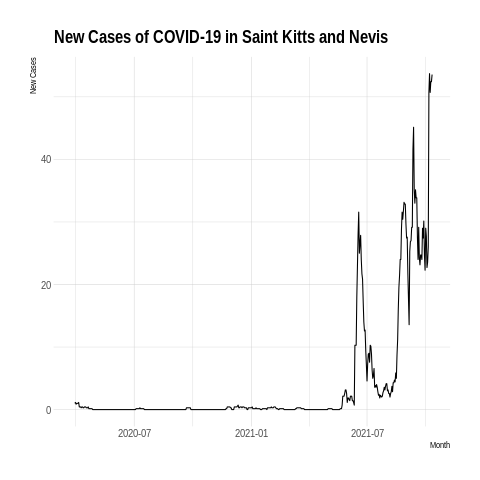 New Cases of COVID-19 in Saint Kitts and Nevis
New Cases
40
20
0
2020-07 2021-01 2021-07
Month